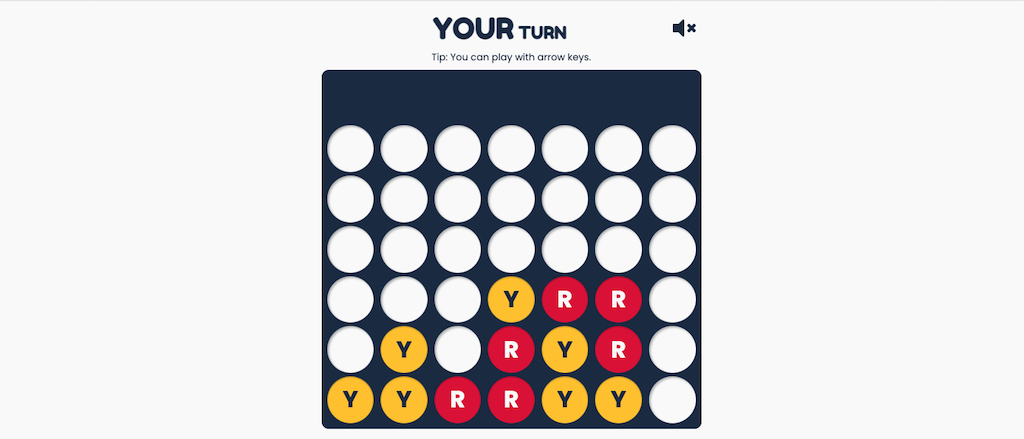 YOUR TURN
Tip: You can play with arrow keys.
Y R R
Y R Y R
Y Y R R Y Y